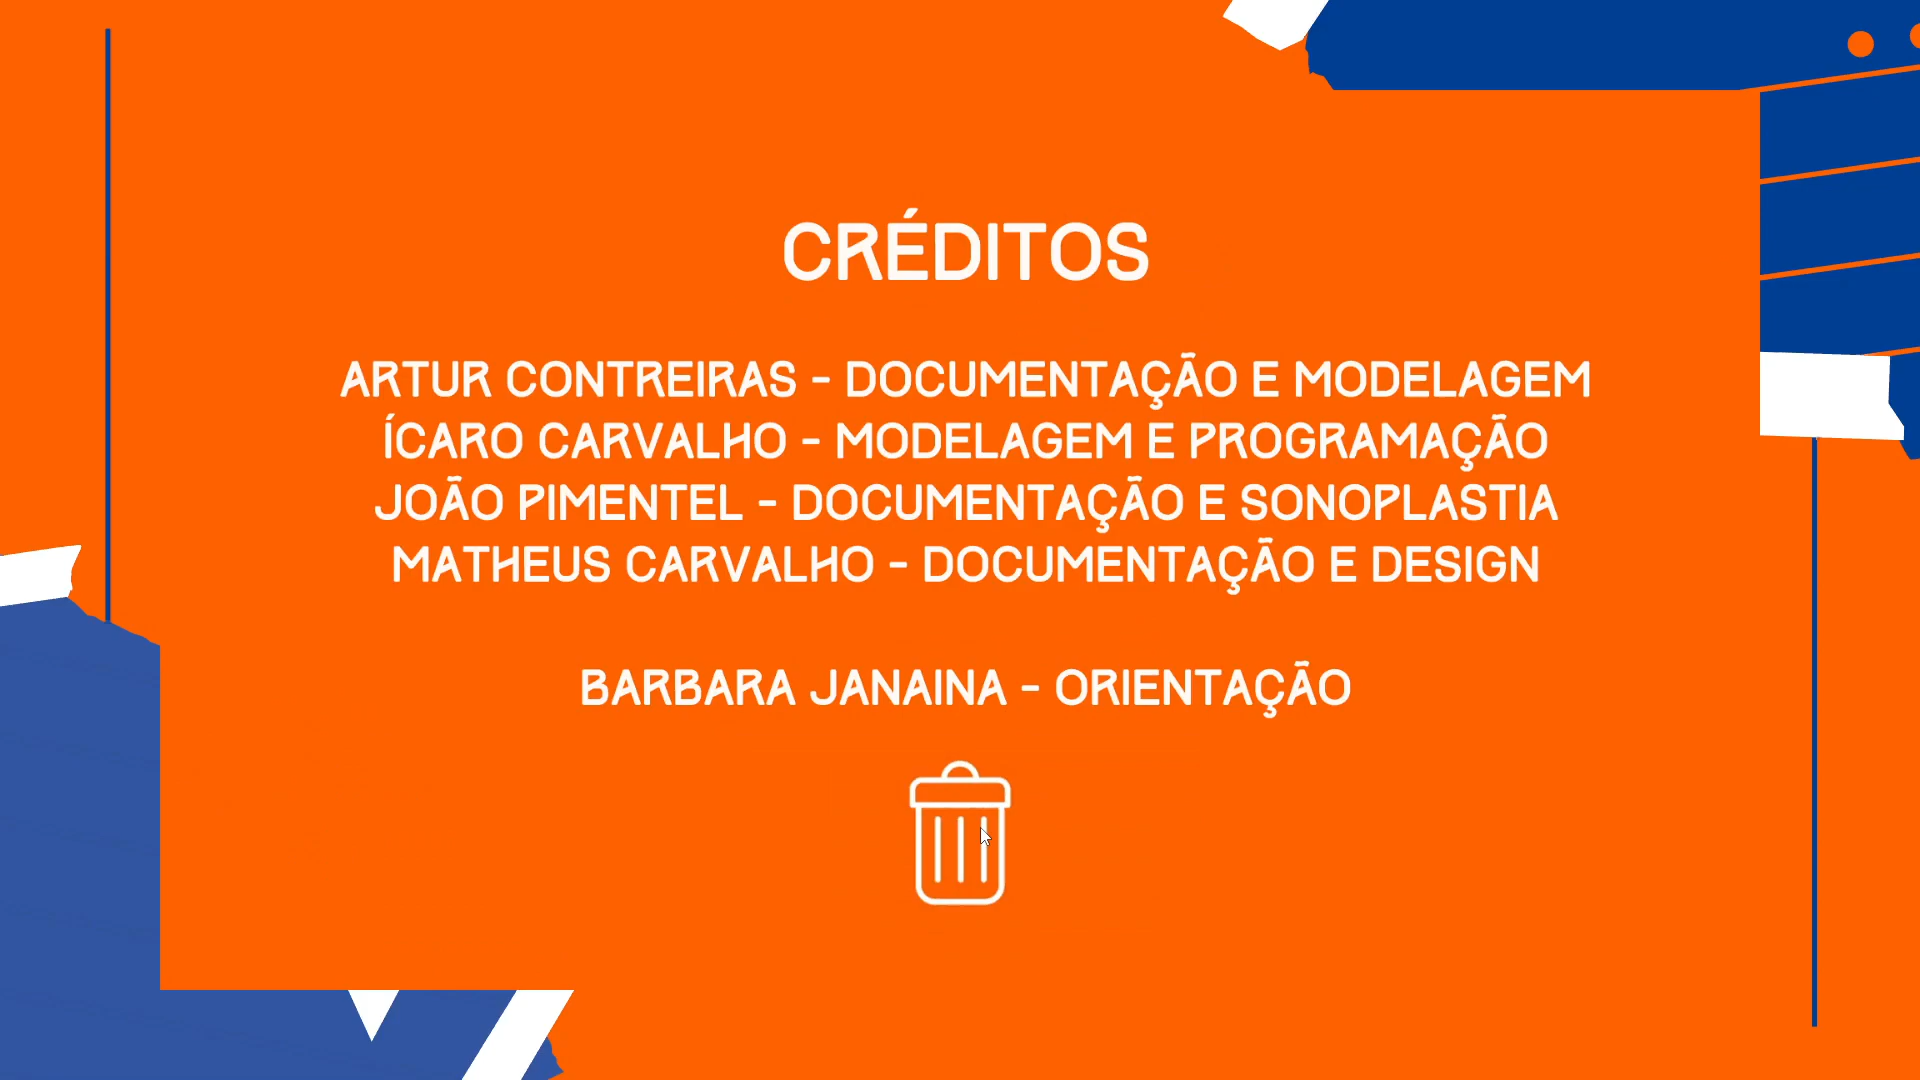 CRÉDITOS
ARTUR CONTREIRAS - DOCUMENTAÇÃO E MODELAGEM
ÍCARO CARVALHO - MODELAGEM E PROGRAMAÇÃO
JOÃO PIMENTEL - DOCUMENTAÇÃO E SONOPLASTIA
MATHEUS CARVALHO - DOCUMENTAÇÃO E DESIGN
BARBARA JANAINA - ORIENTAÇÃO